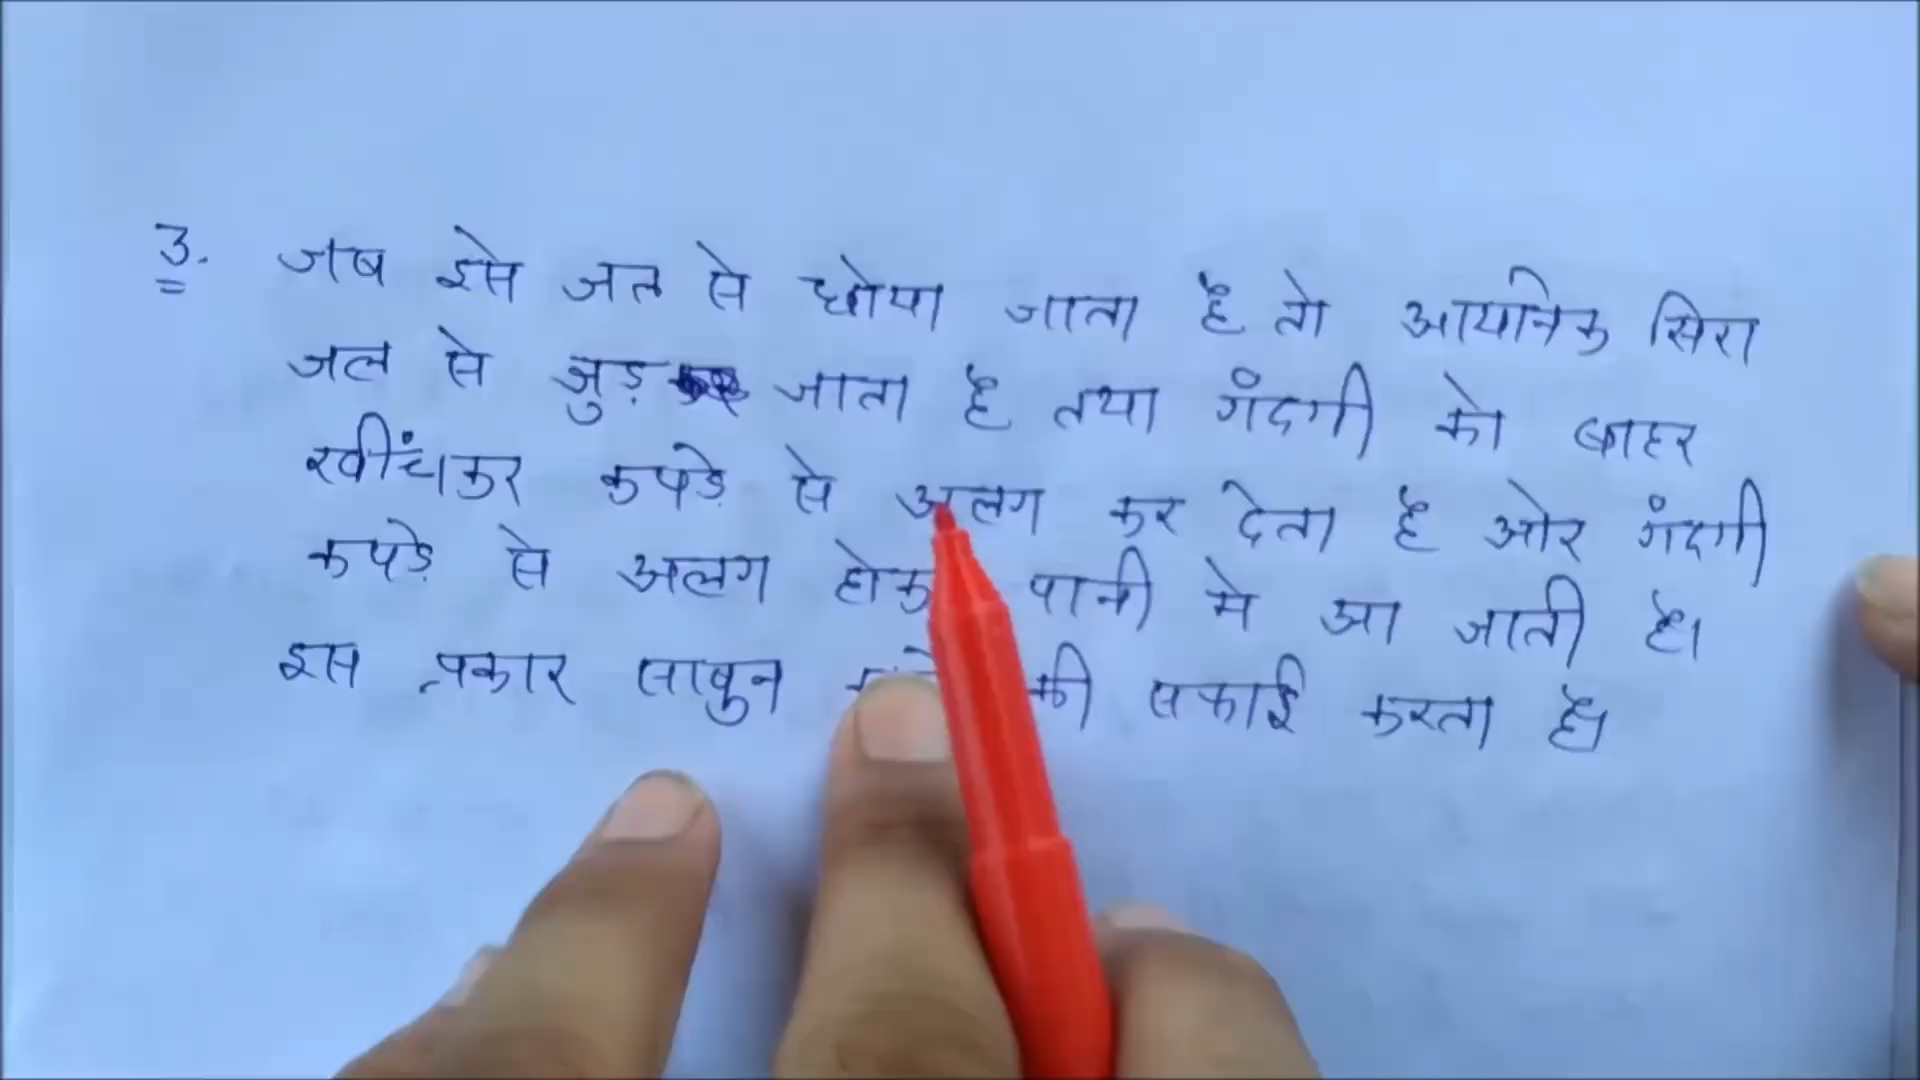 3. जब इसे जल से धोया जाता है तो आयनिक सिरा
जल से जुड़ जाता है तथा गंदगी को बाहर
खींचकर कपड़े से अलग कर देता है ओर गंदगी
कपड़े से अलग पानी मे आ जाती है।
इस प्रकार साबुन की सफाई करता है।